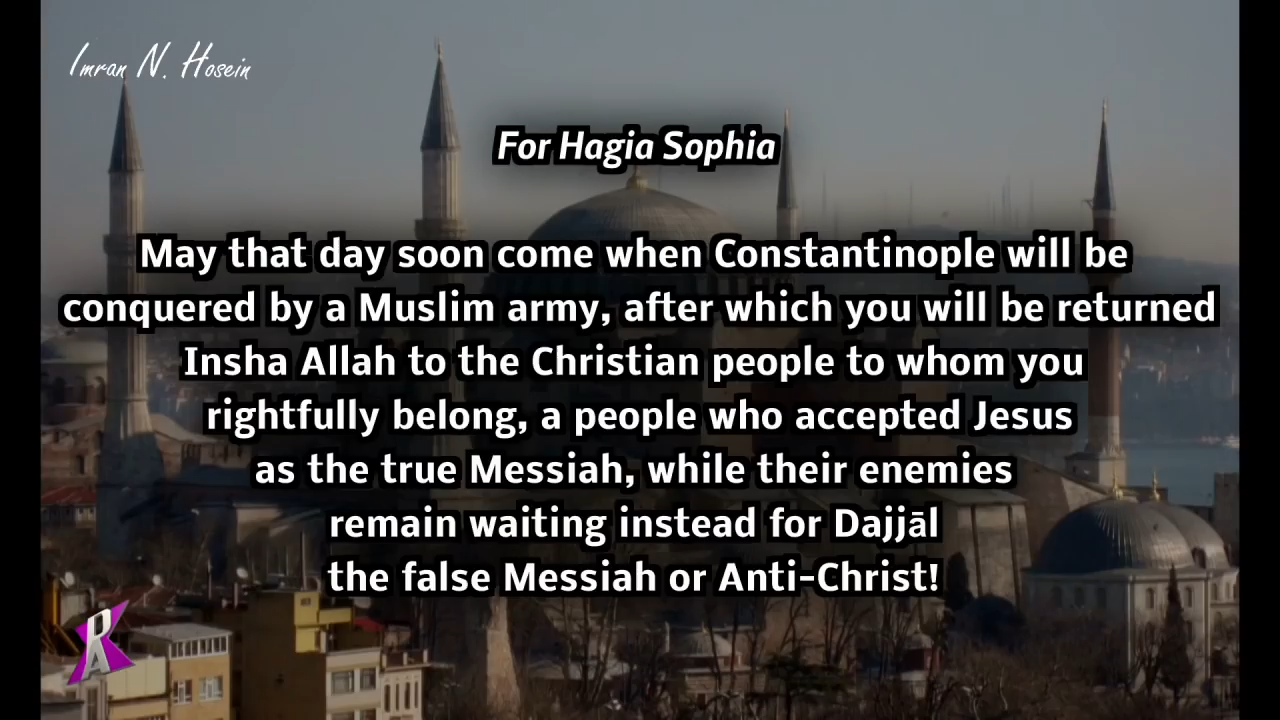 Imran N. Hosein
For Hagia Sophia
May that day soon come when Constantinople will be
conquered by a Muslim army, after which you will be returned
Insha Allah to the Christian people to whom you
rightfully belong, a people who accepted Jesus
as the true Messiah, while their enemies
remain waiting instead for Dajjāl
the false Messiah or Anti-Christ!